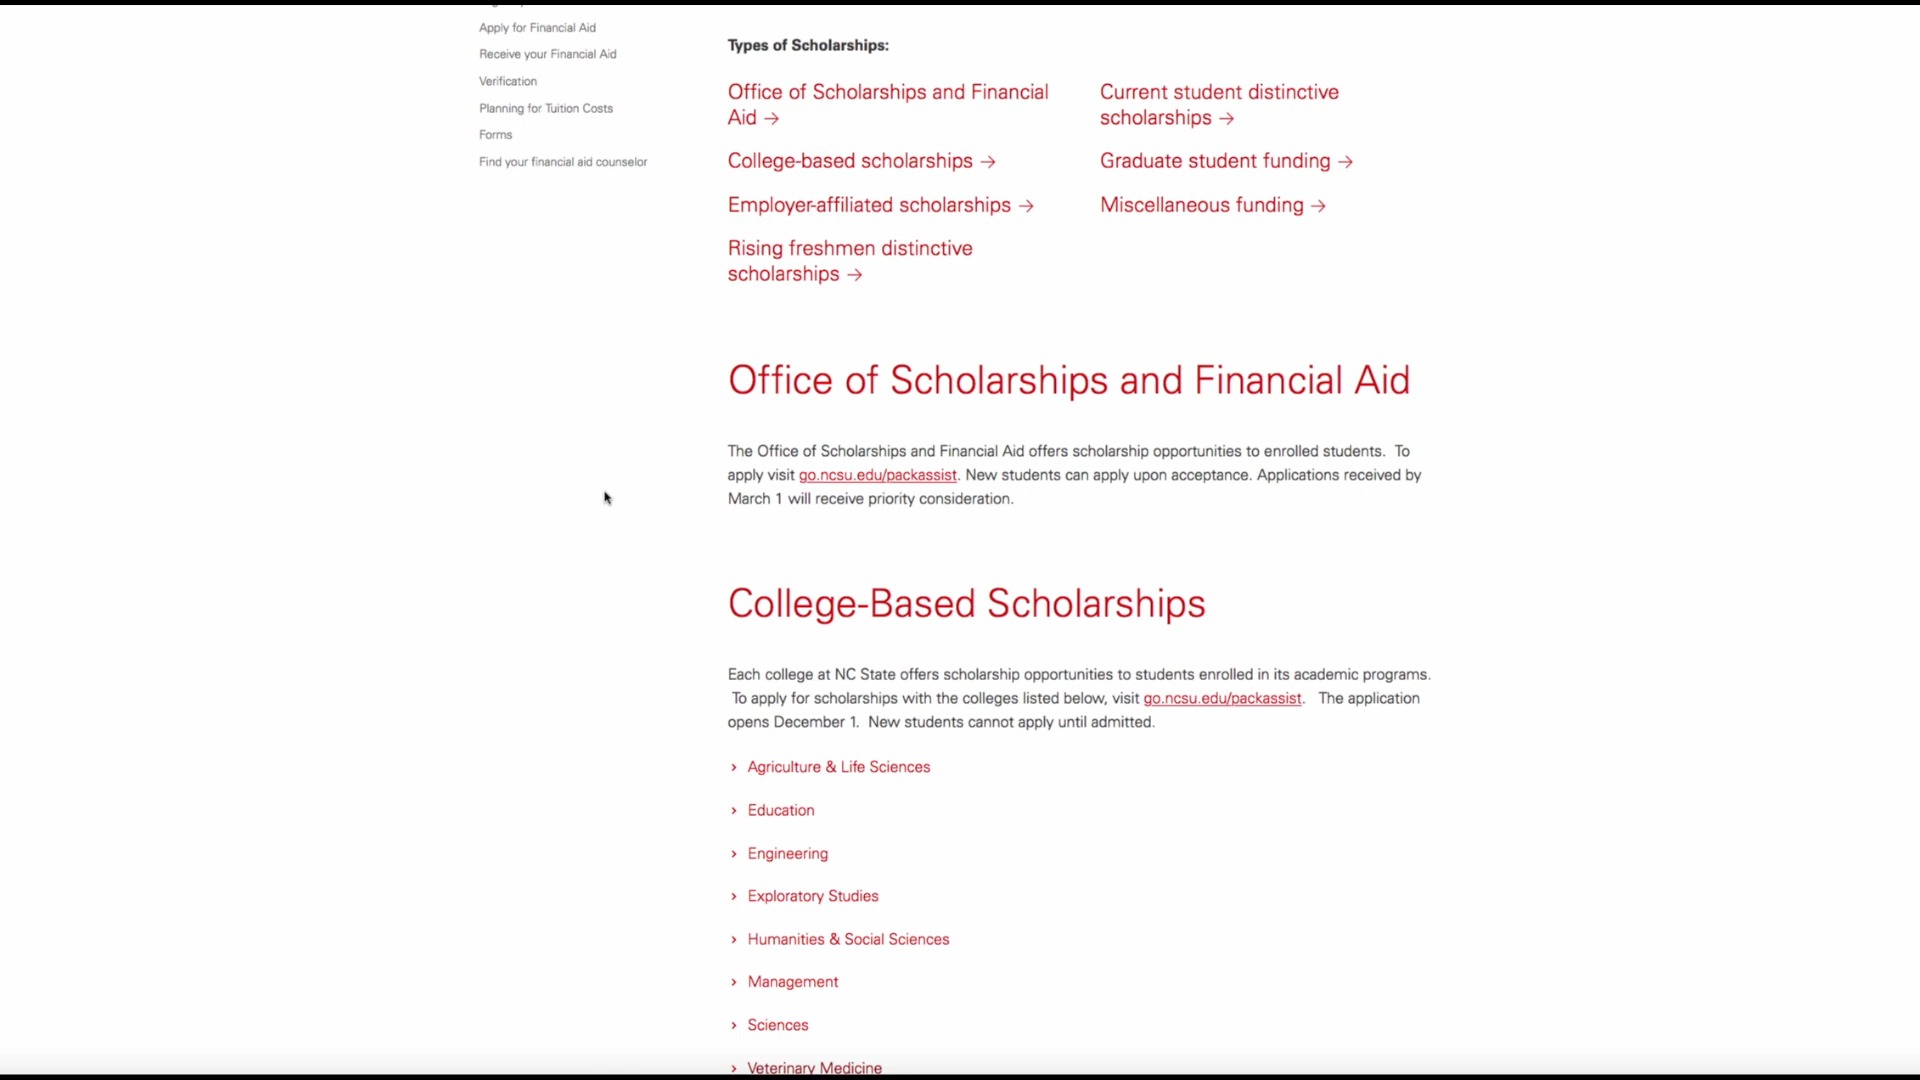 Apply for Financial Aid
Receive your Financial Aid
Verification
Planning for Tuition Costs
Forms
Find your financial aid counselor
Types of Scholarships:
Office of Scholarships and Financial
Aid →
College-based scholarships →
Employer-affiliated scholarships →
Rising freshmen distinctive
scholarships →
Current student distinctive
scholarships →
Graduate student funding →
Miscellaneous funding →
Office of Scholarships and Financial Aid
The Office of Scholarships and Financial Aid offers scholarship opportunities to enrolled students. To
apply visit go.ncsu.edu/packassist. New students can apply upon acceptance. Applications received by
March 1 will receive priority consideration.
College-Based Scholarships
Each college at NC State offers scholarship opportunities to students enrolled in its academic programs.
To apply for scholarships with the colleges listed below, visit go.ncsu.edu/packassist. The application
opens December 1. New students cannot apply until admitted.
› Agriculture & Life Sciences
› Education
› Engineering
› Exploratory Studies
› Humanities & Social Sciences
› Management
› Sciences
› Veterinary Medicine